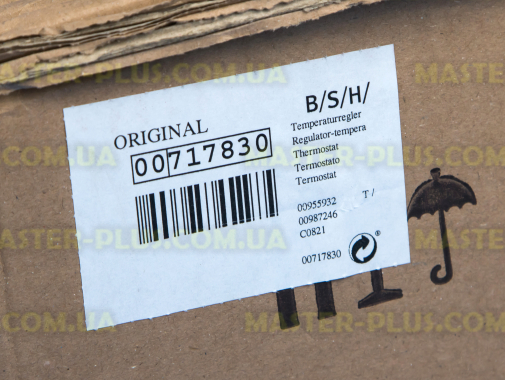 ORIGINAL
00717830
B/S/H/
Temperaturregler
Regulator-tempera
Thermostat
Termostato
Termostat
00955932 T /
00987246
C0821
00717830 ®
MASTER-PLUS.COM.UA